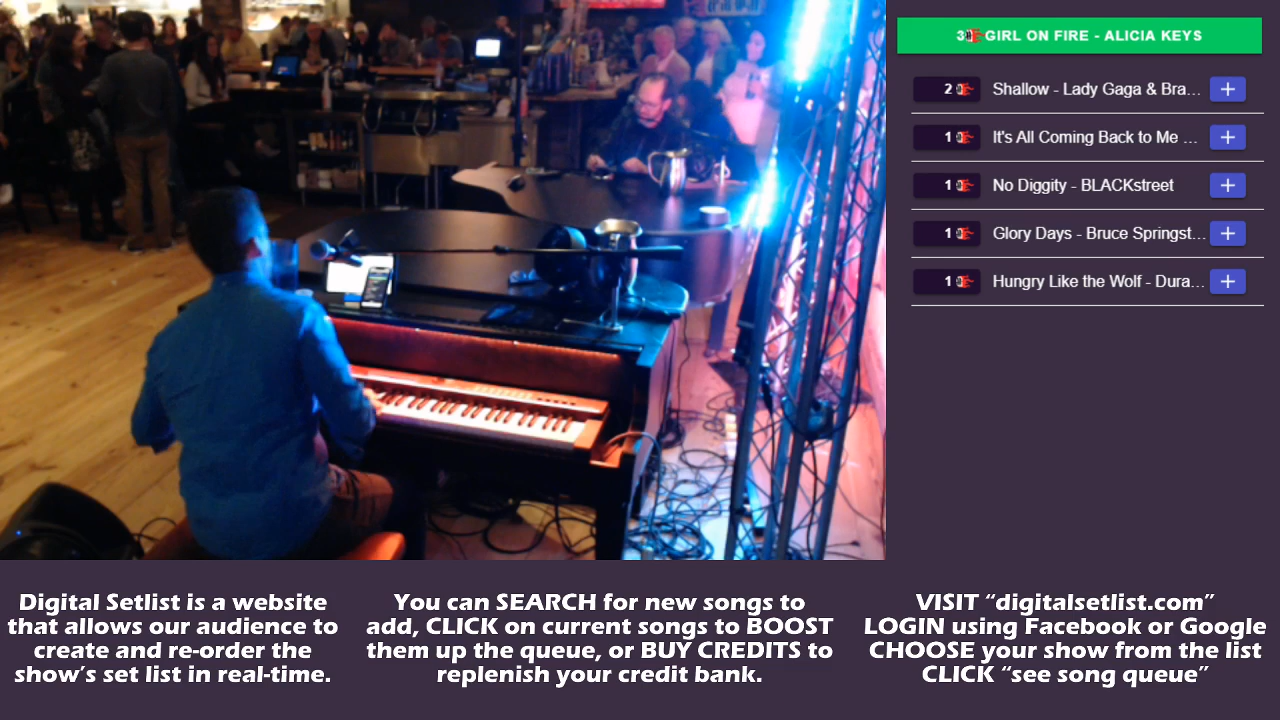 3 GIRL ON FIRE - ALICIA KEYS
2 Shallow - Lady Gaga & Bra...
1 It's All Coming Back to Me ...
1 No Diggity - BLACKstreet
1 Glory Days - Bruce Springst...
1 Hungry Like the Wolf - Dura...
Digital Setlist is a website
that allows our audience to
create and re-order the
show's set list in real-time.
You can SEARCH for new songs to
add, CLICK on current songs to BOOST
them up the queue, or BUY CREDITS to
replenish your credit bank.
VISIT “digitalsetlist.com”
LOGIN using Facebook or Google
CHOOSE your show from the list
CLICK “see song queue”